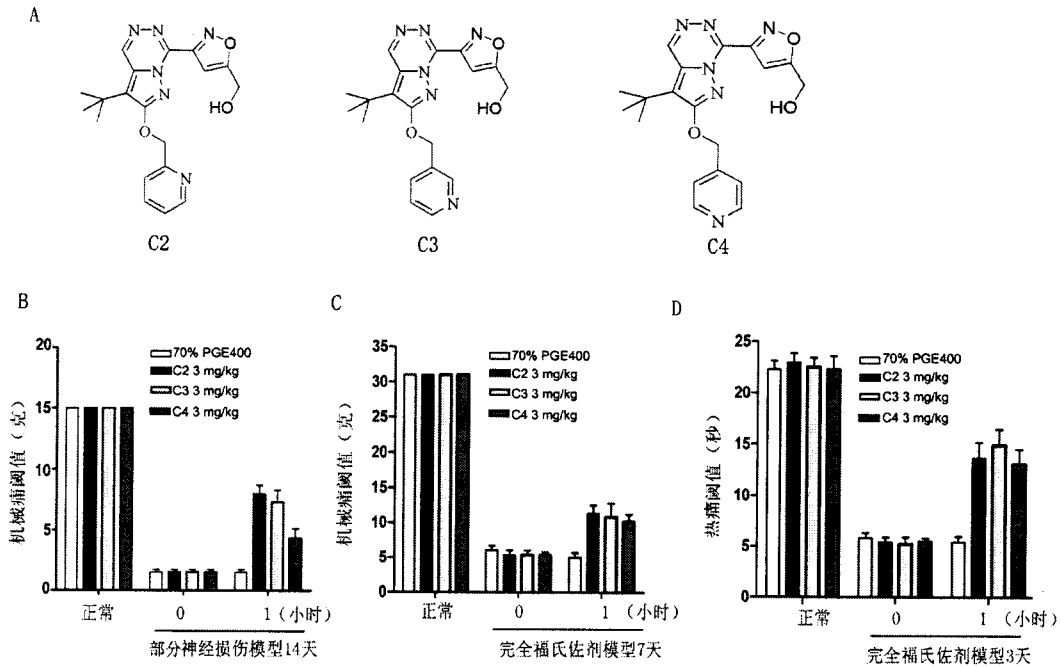 A
C2
C3
C4
B
机械痛阈值（克）
20
15
10
5
0
70% PGE400
C2 3 mg/kg
C3 3 mg/kg
C4 3 mg/kg
正常
0
1（小时）
部分神经损伤模型14天
C
机械痛阈值（克）
35
30
25
20
15
10
5
0
70% PGE400
C2 3 mg/kg
C3 3 mg/kg
C4 3 mg/kg
正常
0
1（小时）
完全福氏佐剂模型7天
D
热痛阈值（秒）
25
20
15
10
5
0
70% PGE400
C2 3 mg/kg
C3 3 mg/kg
C4 3 mg/kg
正常
0
1（小时）
完全福氏佐剂模型3天